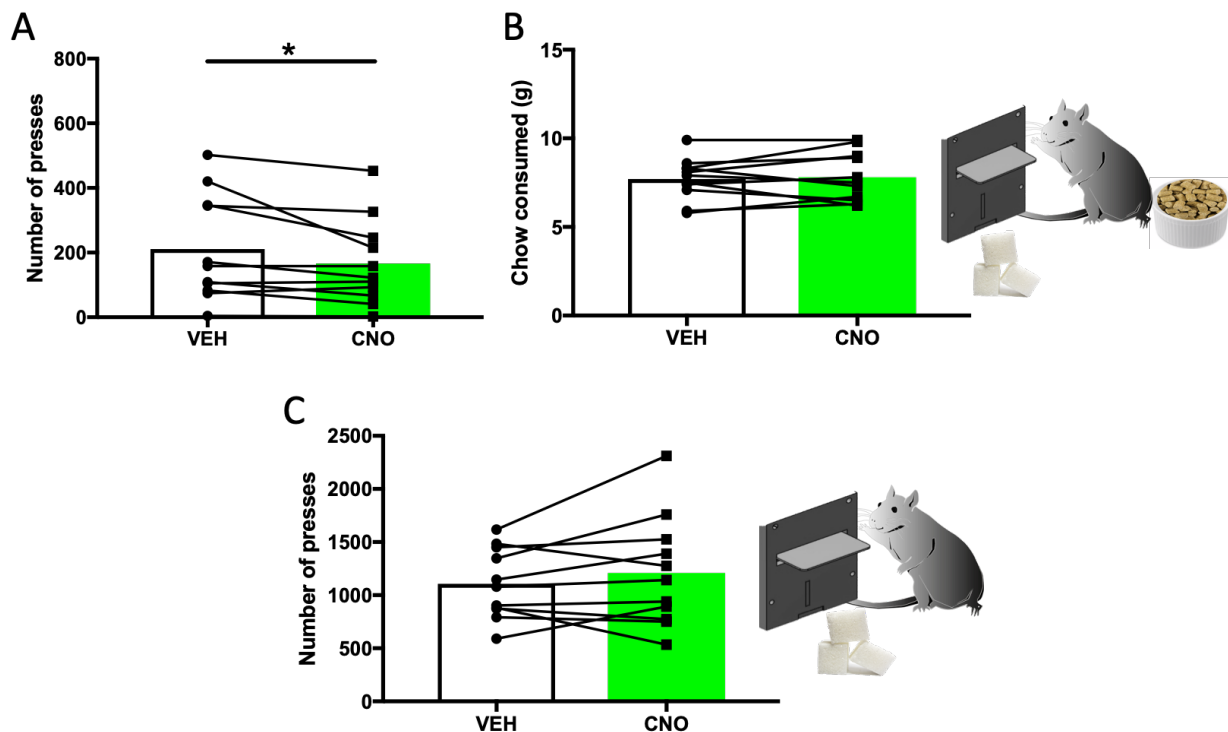 A
Number of presses
800
600
400
200
0
*
VEH
CNO
B
Chow consumed (g)
15
10
5
0
VEH
CNO
C
Number of presses
2500
2000
1500
1000
500
0
VEH
CNO